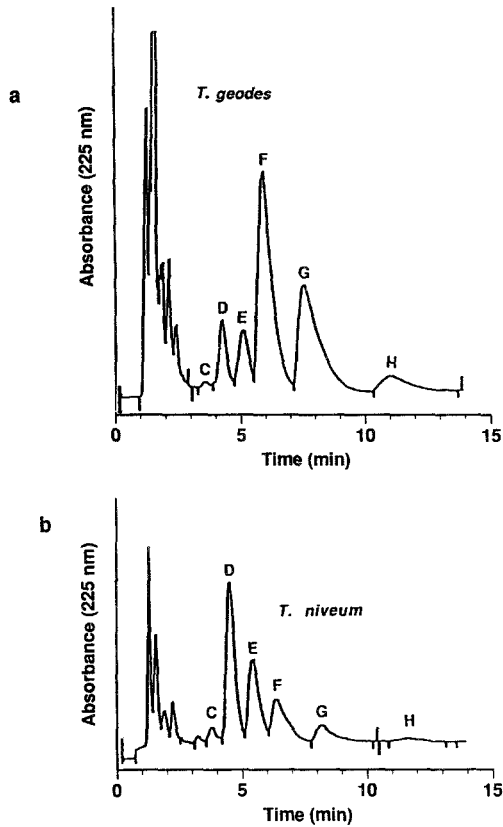 a
T. geodes
Absorbance (225 nm)
F
G
D
E
C
H
0 5 10 15
Time (min)
b
T. niveum
Absorbance (225 nm)
D
E
F
C
G
H
0 5 10 15
Time (min)